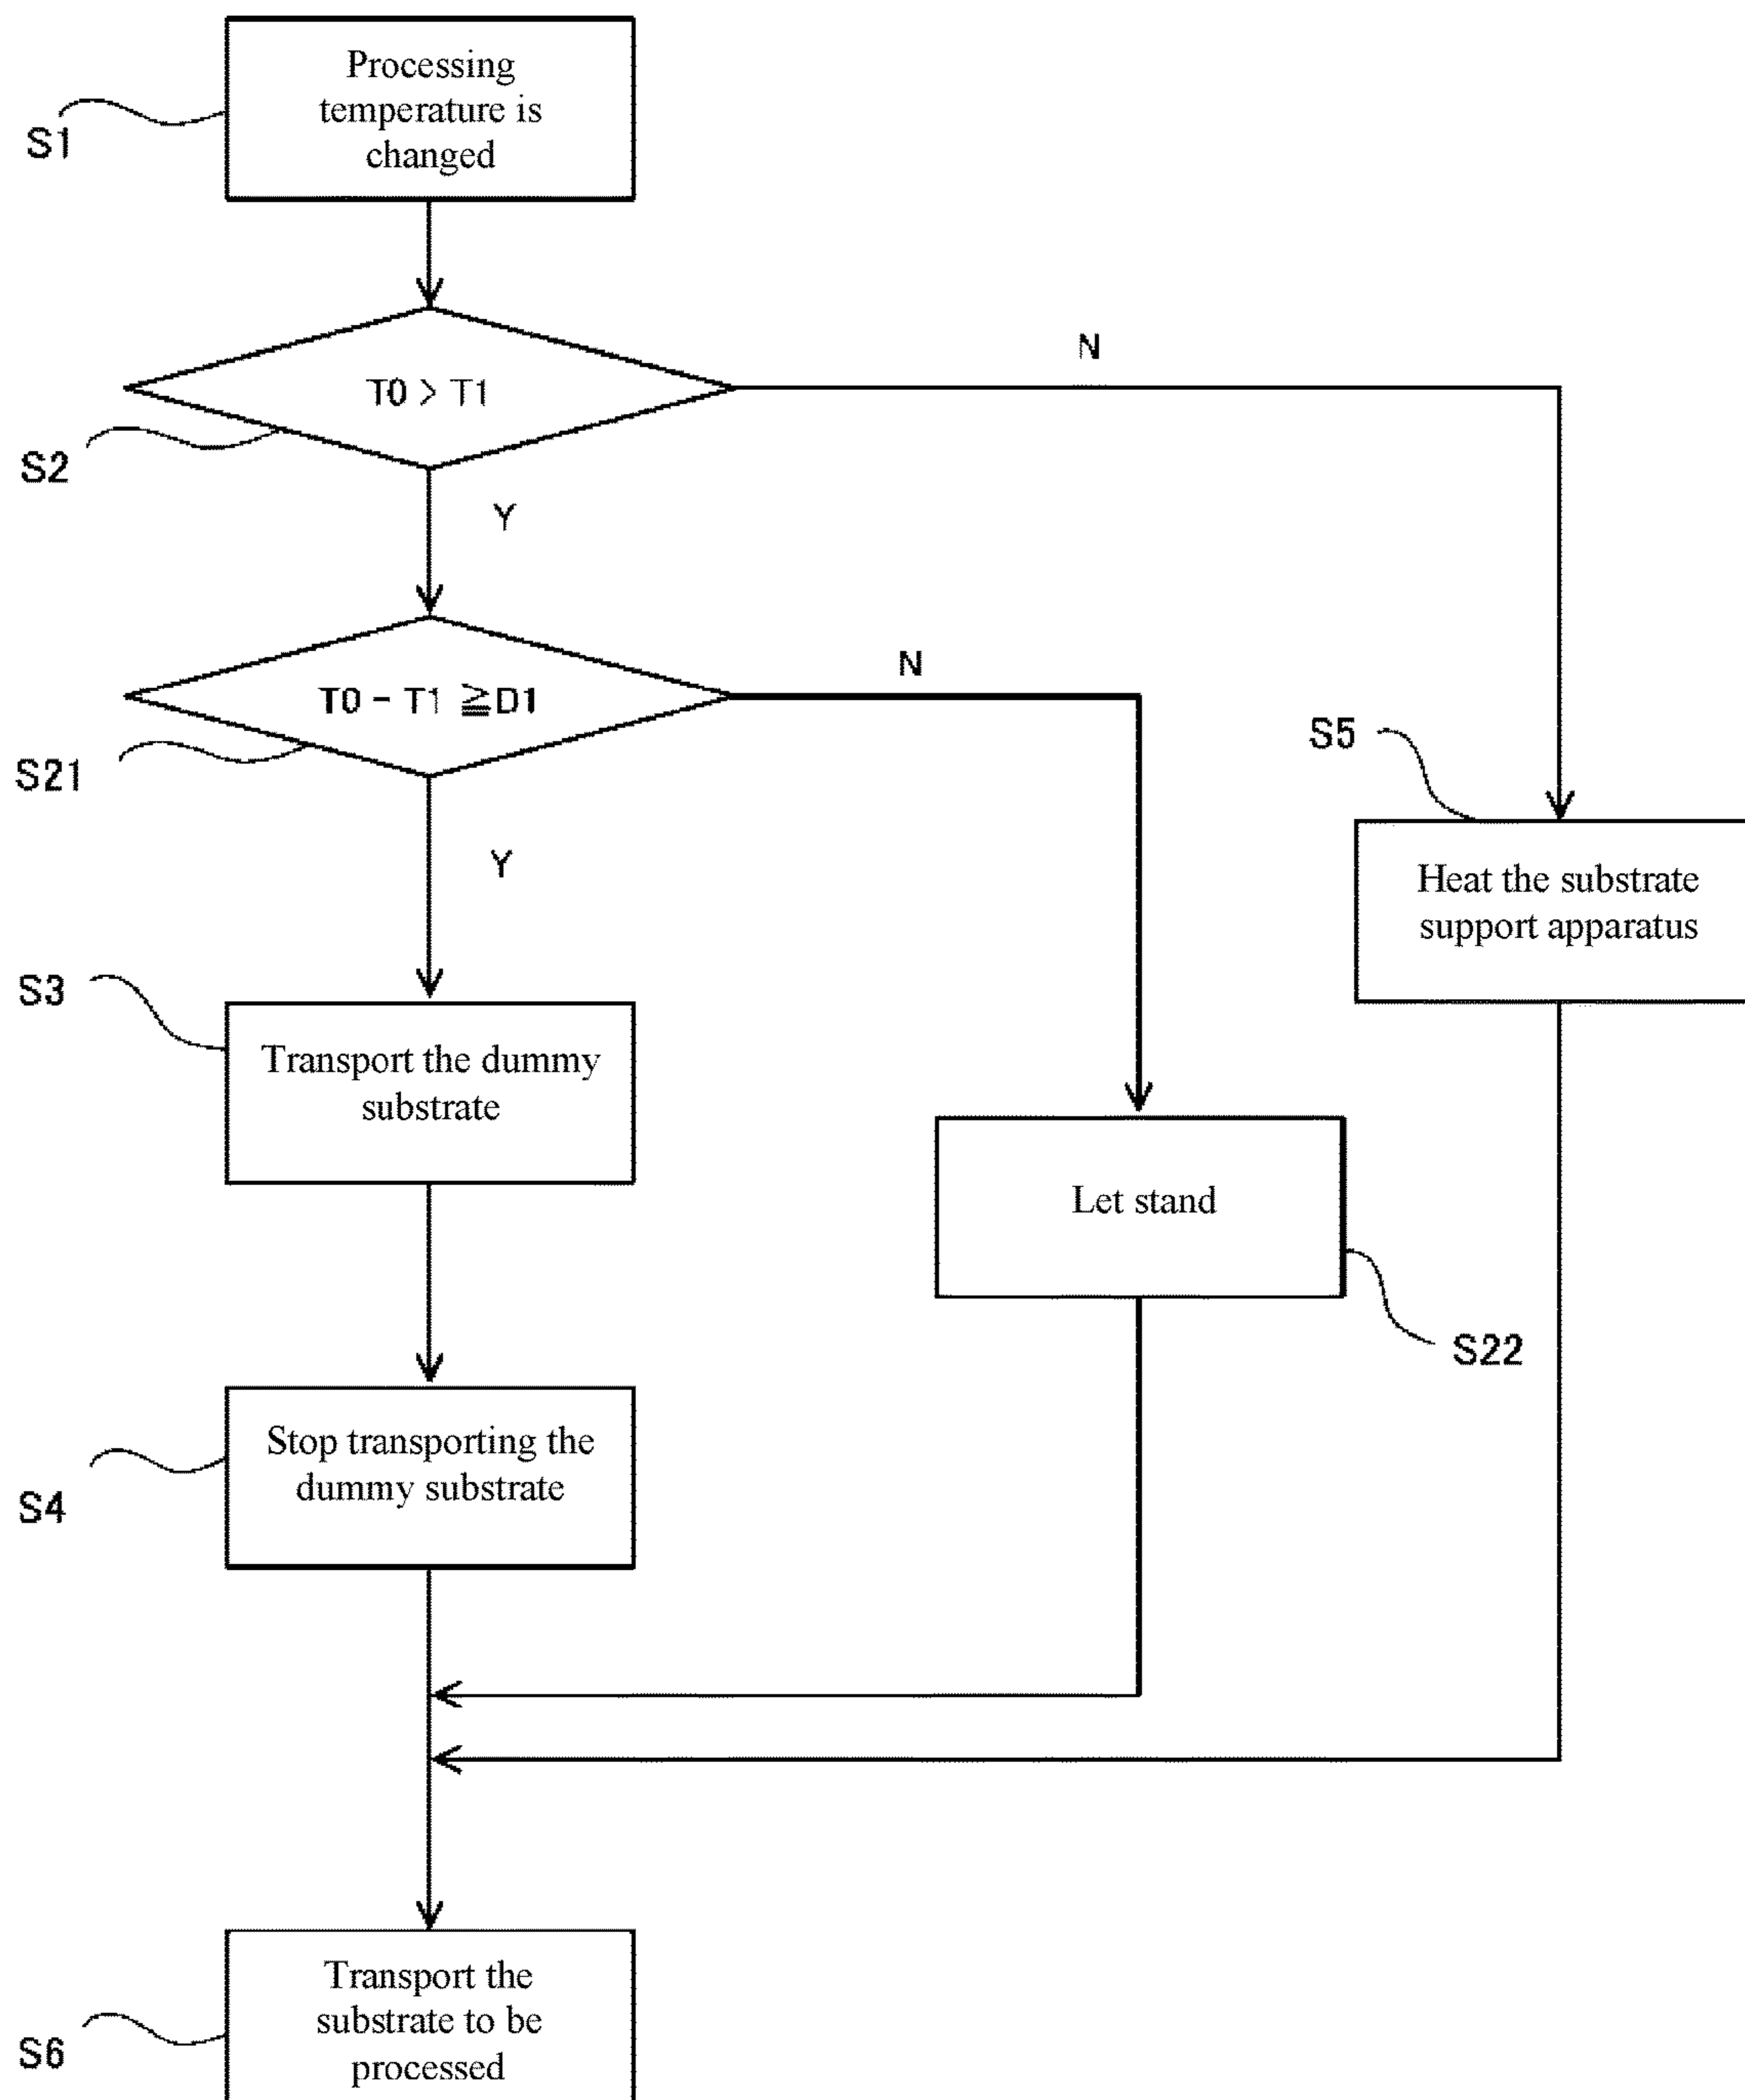 Processing
temperature is
changed
S1
T0 > T1
N
S2
Y
T0 - T1 ≧D1
N
S21
S5
Y
Heat the substrate
support apparatus
S3
Transport the dummy
substrate
Let stand
S22
Stop transporting the
dummy substrate
S4
Transport the
substrate to be
processed
S6